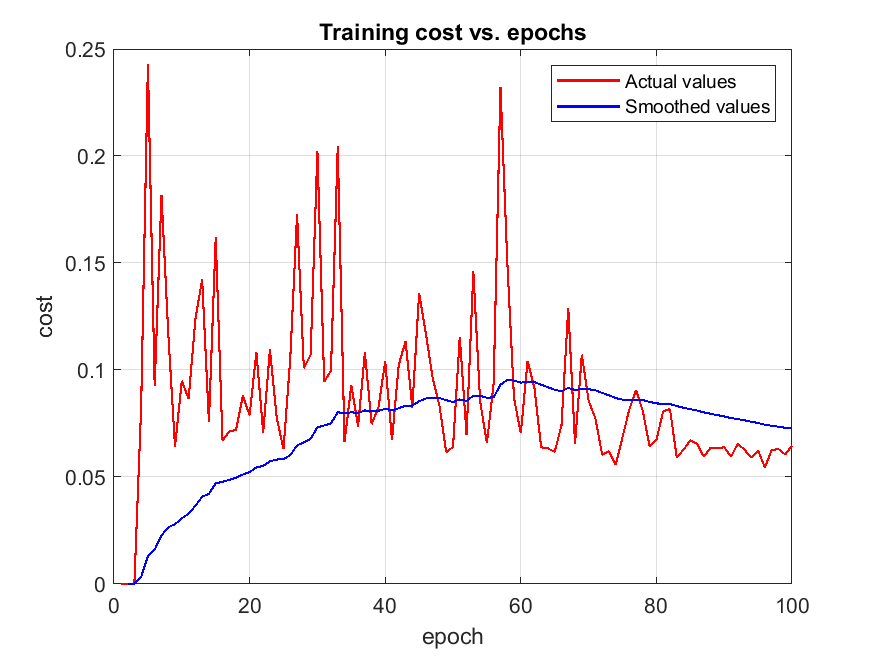 Training cost vs. epochs
0.25
0.2
0.15
0.1
0.05
0
cost
Actual values
Smoothed values
0 20 40 60 80 100
epoch